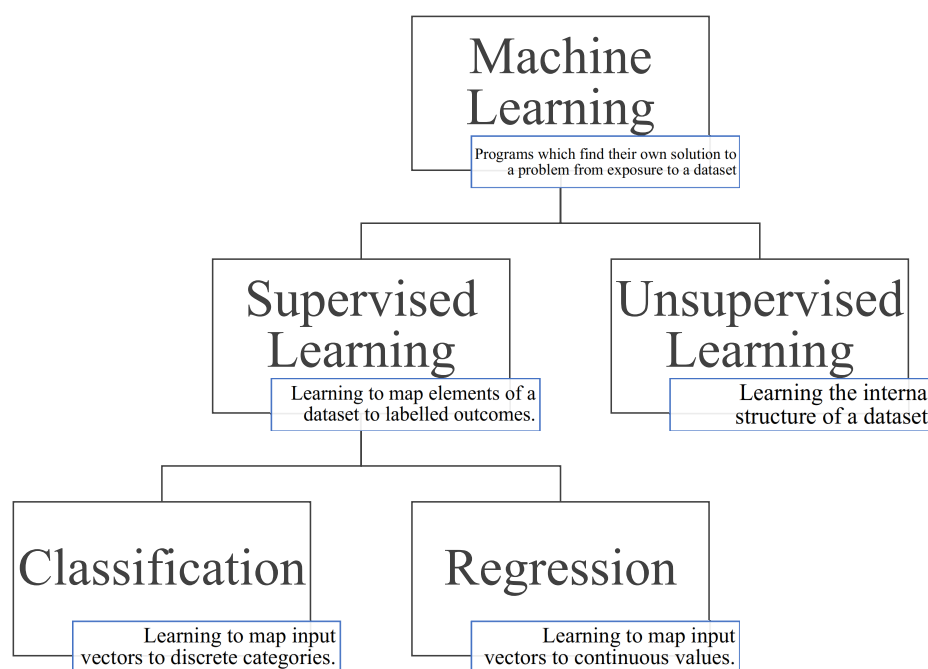 Machine
Learning
Programs which find their own solution to
a problem from exposure to a dataset
Supervised
Learning
Learning to map elements of a
dataset to labelled outcomes.
Unsupervised
Learning
Learning the interna
structure of a dataset
Classification
Learning to map input
vectors to discrete categories.
Regression
Learning to map input
vectors to continuous values.